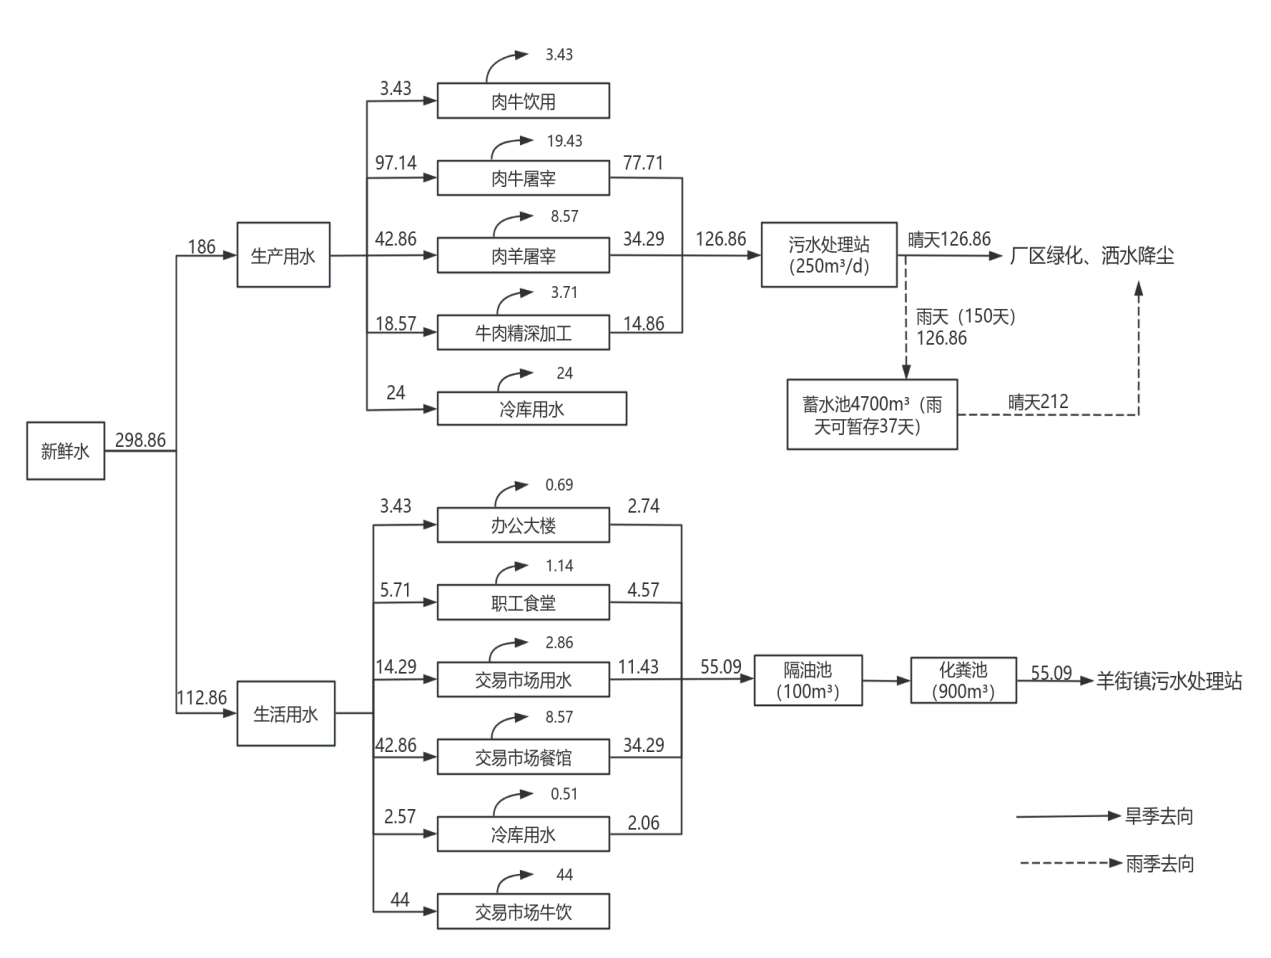 3.43
3.43
肉牛饮用
19.43
97.14
肉牛屠宰
77.71
8.57
186
生产用水
42.86
肉羊屠宰
34.29
126.86
污水处理站
（250m³/d）
晴天126.86
厂区绿化、洒水降尘
3.71
18.57
牛肉精深加工
14.86
雨天（150天）
126.86
24
24
冷库用水
蓄水池4700m³（雨
天可暂存37天）
晴天212
新鲜水
298.86
0.69
3.43
办公大楼
2.74
1.14
5.71
职工食堂
4.57
2.86
14.29
交易市场用水
11.43
55.09
隔油池
（100m³）
化粪池
（900m³）
55.09
羊街镇污水处理站
112.86
生活用水
8.57
42.86
交易市场餐馆
34.29
0.51
2.57
冷库用水
2.06
旱季去向
雨季去向
44
44
交易市场牛饮